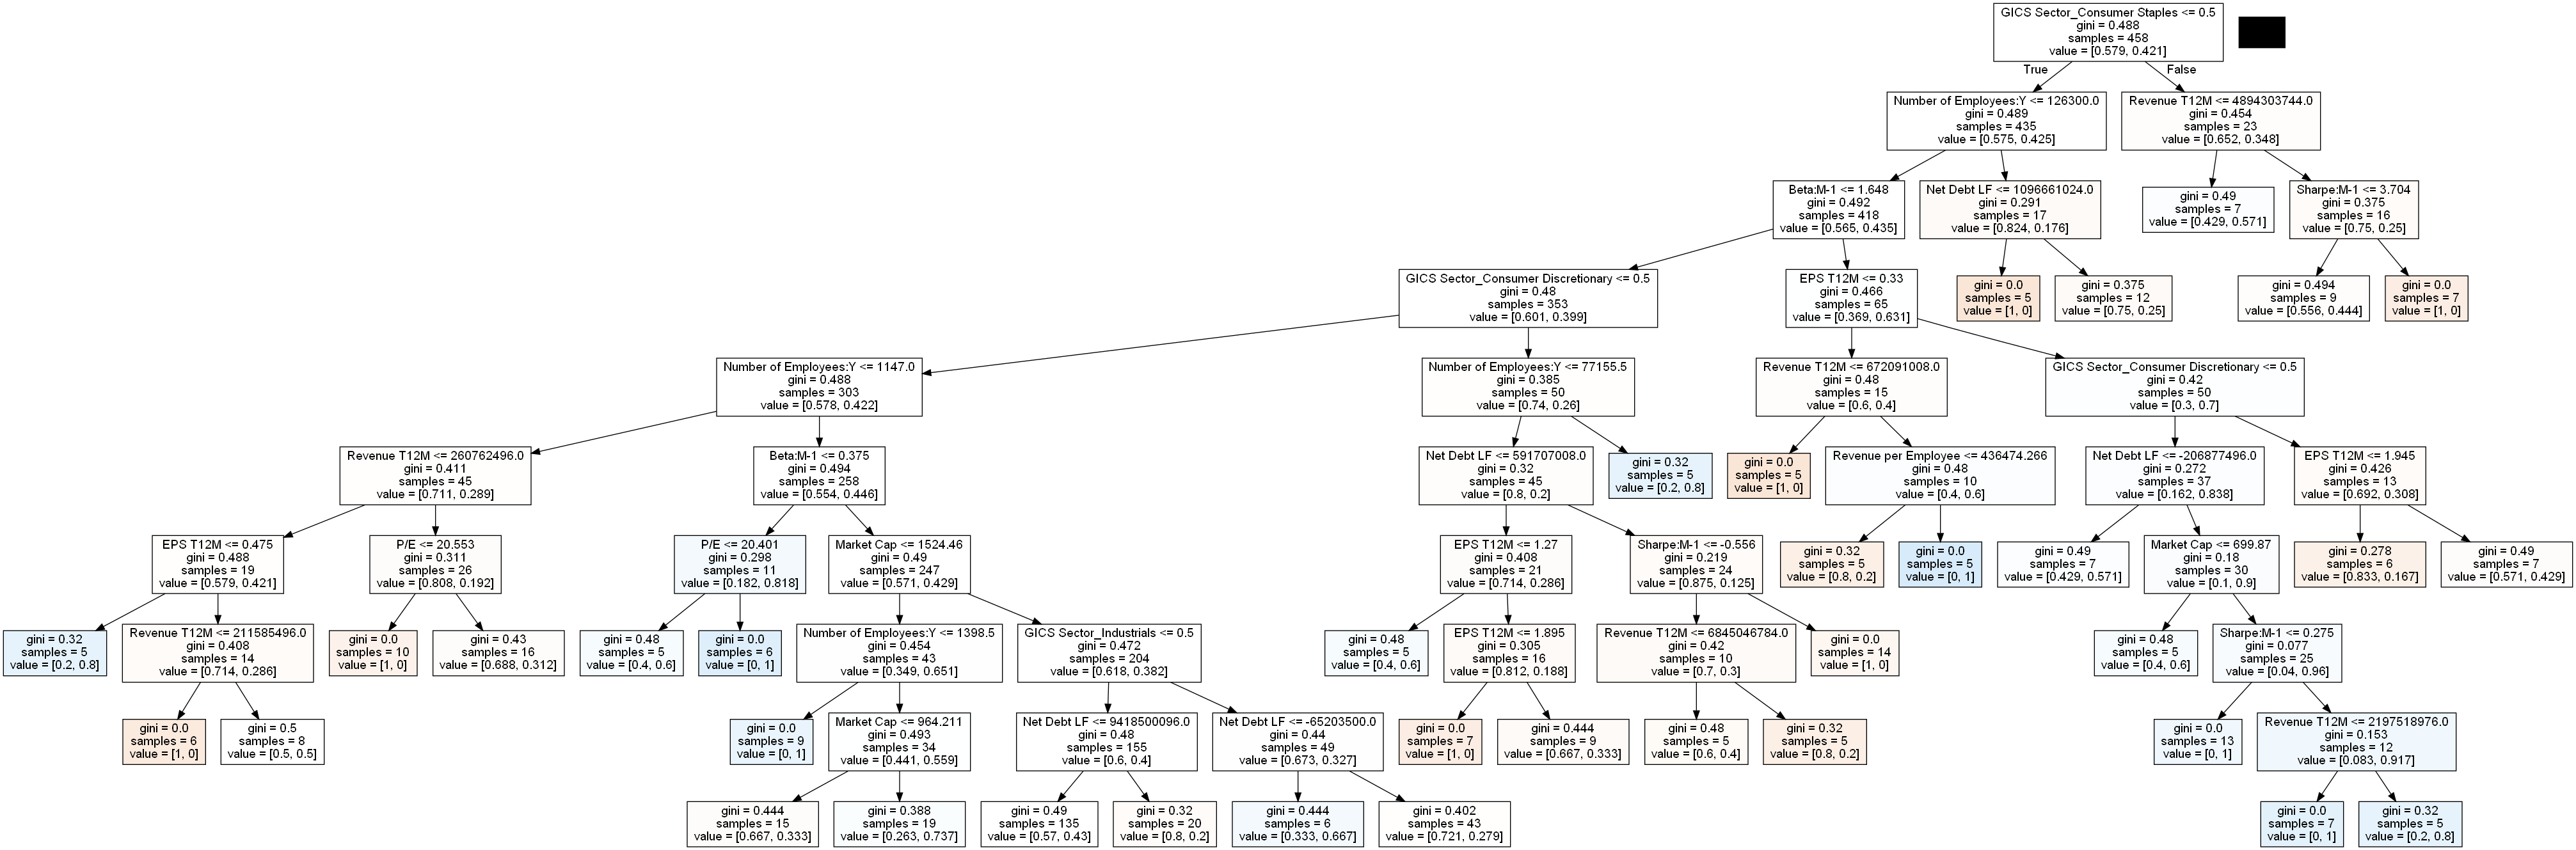 GICS Sector_Consumer Staples <= 0.5
gini = 0.488
samples = 458
value = [0.579, 0.421]
True
False
Number of Employees:Y <= 126300.0
gini = 0.489
samples = 435
value = [0.575, 0.425]
Revenue T12M <= 4894303744.0
gini = 0.454
samples = 23
value = [0.652, 0.348]
Beta:M-1 <= 1.648
gini = 0.492
samples = 418
value = [0.565, 0.435]
Net Debt LF <= 1096661024.0
gini = 0.291
samples = 17
value = [0.824, 0.176]
gini = 0.49
samples = 7
value = [0.429, 0.571]
Sharpe:M-1 <= 3.704
gini = 0.375
samples = 16
value = [0.75, 0.25]
GICS Sector_Consumer Discretionary <= 0.5
gini = 0.48
samples = 353
value = [0.601, 0.399]
EPS T12M <= 0.33
gini = 0.466
samples = 65
value = [0.369, 0.631]
gini = 0.0
samples = 5
value = [1, 0]
gini = 0.375
samples = 12
value = [0.75, 0.25]
gini = 0.494
samples = 9
value = [0.556, 0.444]
gini = 0.0
samples = 7
value = [1, 0]
Number of Employees:Y <= 1147.0
gini = 0.488
samples = 303
value = [0.578, 0.422]
Number of Employees:Y <= 77155.5
gini = 0.385
samples = 50
value = [0.74, 0.26]
Revenue T12M <= 672091008.0
gini = 0.48
samples = 15
value = [0.6, 0.4]
GICS Sector_Consumer Discretionary <= 0.5
gini = 0.42
samples = 50
value = [0.3, 0.7]
Revenue T12M <= 260762496.0
gini = 0.411
samples = 45
value = [0.711, 0.289]
Beta:M-1 <= 0.375
gini = 0.494
samples = 258
value = [0.554, 0.446]
Net Debt LF <= 591707008.0
gini = 0.32
samples = 45
value = [0.8, 0.2]
gini = 0.32
samples = 5
value = [0.2, 0.8]
gini = 0.0
samples = 5
value = [1, 0]
Revenue per Employee <= 436474.266
gini = 0.48
samples = 10
value = [0.4, 0.6]
Net Debt LF <= -206877496.0
gini = 0.272
samples = 37
value = [0.162, 0.838]
EPS T12M <= 1.945
gini = 0.426
samples = 13
value = [0.692, 0.308]
EPS T12M <= 0.475
gini = 0.488
samples = 19
value = [0.579, 0.421]
P/E <= 20.553
gini = 0.311
samples = 26
value = [0.808, 0.192]
P/E <= 20.401
gini = 0.298
samples = 11
value = [0.182, 0.818]
Market Cap <= 1524.46
gini = 0.49
samples = 247
value = [0.571, 0.429]
EPS T12M <= 1.27
gini = 0.408
samples = 21
value = [0.714, 0.286]
Sharpe:M-1 <= -0.556
gini = 0.219
samples = 24
value = [0.875, 0.125]
gini = 0.32
samples = 5
value = [0.8, 0.2]
gini = 0.0
samples = 5
value = [0, 1]
gini = 0.49
samples = 7
value = [0.429, 0.571]
Market Cap <= 699.87
gini = 0.18
samples = 30
value = [0.1, 0.9]
gini = 0.278
samples = 6
value = [0.833, 0.167]
gini = 0.49
samples = 7
value = [0.571, 0.429]
gini = 0.32
samples = 5
value = [0.2, 0.8]
Revenue T12M <= 211585496.0
gini = 0.408
samples = 14
value = [0.714, 0.286]
gini = 0.0
samples = 10
value = [1, 0]
gini = 0.43
samples = 16
value = [0.688, 0.312]
gini = 0.48
samples = 5
value = [0.4, 0.6]
gini = 0.0
samples = 6
value = [0, 1]
Number of Employees:Y <= 1398.5
gini = 0.454
samples = 43
value = [0.349, 0.651]
GICS Sector_Industrials <= 0.5
gini = 0.472
samples = 204
value = [0.618, 0.382]
gini = 0.48
samples = 5
value = [0.4, 0.6]
EPS T12M <= 1.895
gini = 0.305
samples = 16
value = [0.812, 0.188]
Revenue T12M <= 6845046784.0
gini = 0.42
samples = 10
value = [0.7, 0.3]
gini = 0.0
samples = 14
value = [1, 0]
gini = 0.48
samples = 5
value = [0.4, 0.6]
Sharpe:M-1 <= 0.275
gini = 0.077
samples = 25
value = [0.04, 0.96]
gini = 0.0
samples = 6
value = [1, 0]
gini = 0.5
samples = 8
value = [0.5, 0.5]
gini = 0.0
samples = 9
value = [0, 1]
Market Cap <= 964.211
gini = 0.493
samples = 34
value = [0.441, 0.559]
Net Debt LF <= 9418500096.0
gini = 0.48
samples = 155
value = [0.6, 0.4]
Net Debt LF <= -65203500.0
gini = 0.44
samples = 49
value = [0.673, 0.327]
gini = 0.0
samples = 7
value = [1, 0]
gini = 0.444
samples = 9
value = [0.667, 0.333]
gini = 0.48
samples = 5
value = [0.6, 0.4]
gini = 0.32
samples = 5
value = [0.8, 0.2]
gini = 0.0
samples = 13
value = [0, 1]
Revenue T12M <= 2197518976.0
gini = 0.153
samples = 12
value = [0.083, 0.917]
gini = 0.444
samples = 15
value = [0.667, 0.333]
gini = 0.388
samples = 19
value = [0.263, 0.737]
gini = 0.49
samples = 135
value = [0.57, 0.43]
gini = 0.32
samples = 20
value = [0.8, 0.2]
gini = 0.444
samples = 6
value = [0.333, 0.667]
gini = 0.402
samples = 43
value = [0.721, 0.279]
gini = 0.0
samples = 7
value = [0, 1]
gini = 0.32
samples = 5
value = [0.2, 0.8]